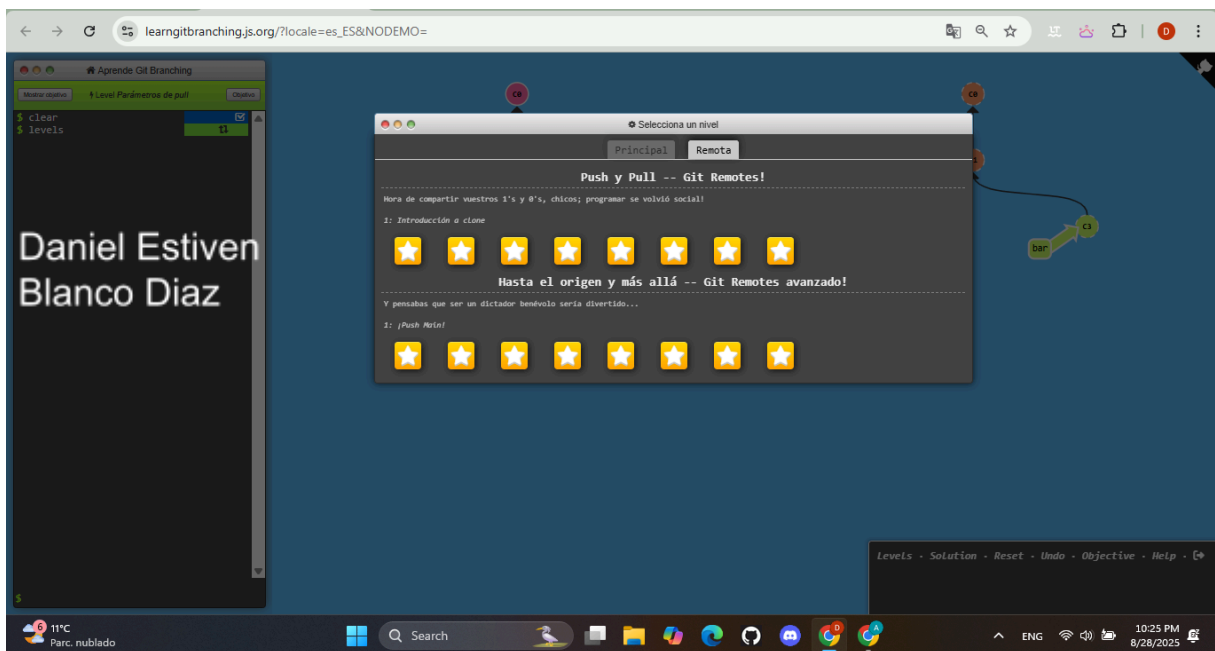 learngitbranching.js.org/?locale=es_ES&NODEMO=
D
Aprende Git Branching
Mostrar objetivo
Level Parámetros de pull
Objetivo
$ clear
$ levels
Daniel Estiven
Blanco Diaz
$
c0
c0
Selecciona un nivel
Principal
Remota
Push y Pull -- Git Remotes!
Hora de compartir vuestros 1's y 0's, chicos; programar se volvió social!
1: Introducción a clone
Hasta el origen y más allá -- Git Remotes avanzado!
Y pensabas que ser un dictador benévolo sería divertido...
1: ¡Push Main!
c3
bar
Levels - Solution - Reset - Undo - Objective - Help -
6
11°C
Parc. nublado
Search
D
A
ENG
10:25 PM
8/28/2025